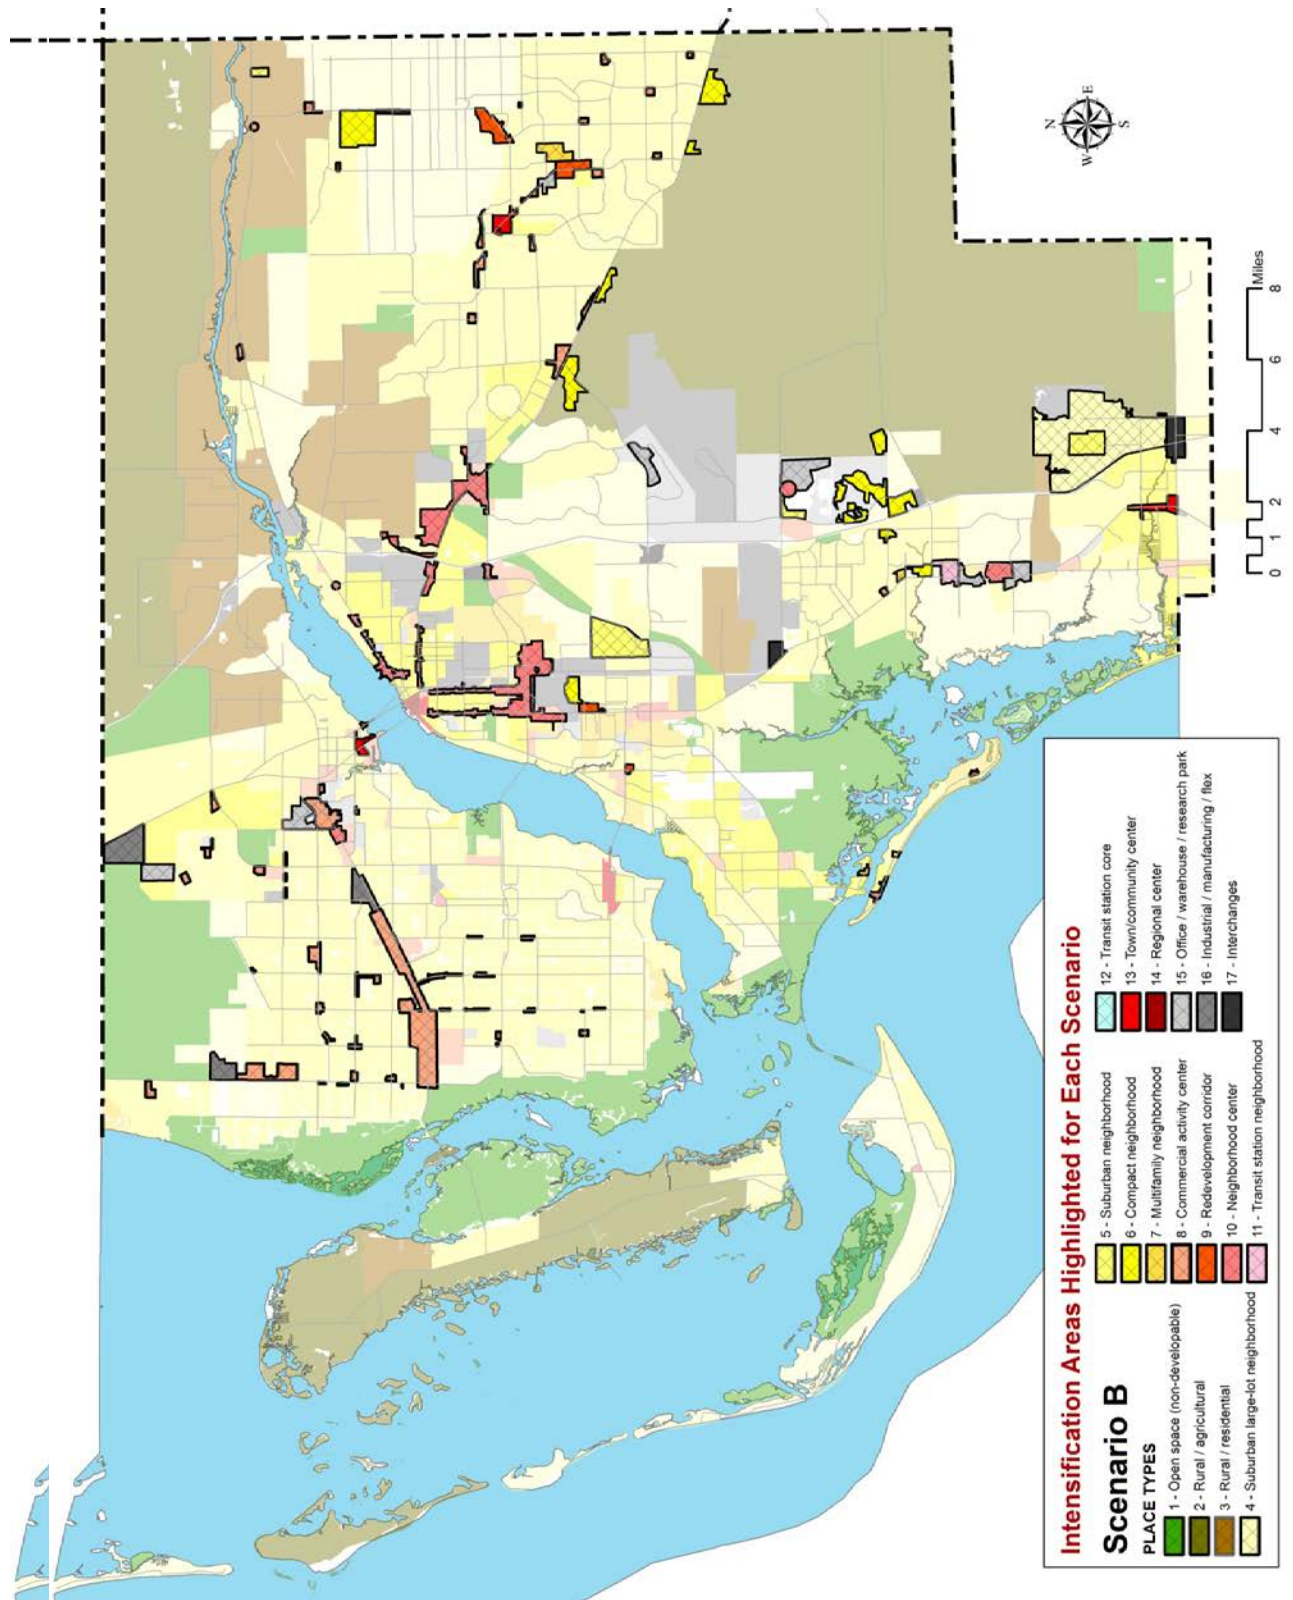 Intensification Areas Highlighted for Each Scenario
Scenario B
PLACE TYPES
1 - Open space (non-developable)
2 - Rural / agricultural
3 - Rural / residential
4 - Suburban large-lot neighborhood
5 - Suburban neighborhood
6 - Compact neighborhood
7 - Multifamily neighborhood
8 - Commercial activity center
9 - Redevelopment corridor
10 - Neighborhood center
11 - Transit station neighborhood
12 - Transit station core
13 - Town/community center
14 - Regional center
15 - Office / warehouse / research park
16 - Industrial / manufacturing / flex
17 - Interchanges
0 1 2 4 6 8 Miles
N
W E
S